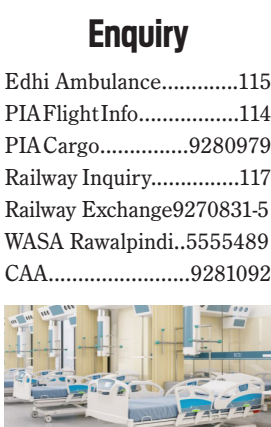 Enquiry
Edhi Ambulance.............115
PIA Flight Info.................114
PIA Cargo...............9280979
Railway Inquiry...............117
Railway Exchange9270831-5
WASA Rawalpindi..5555489
CAA........................9281092